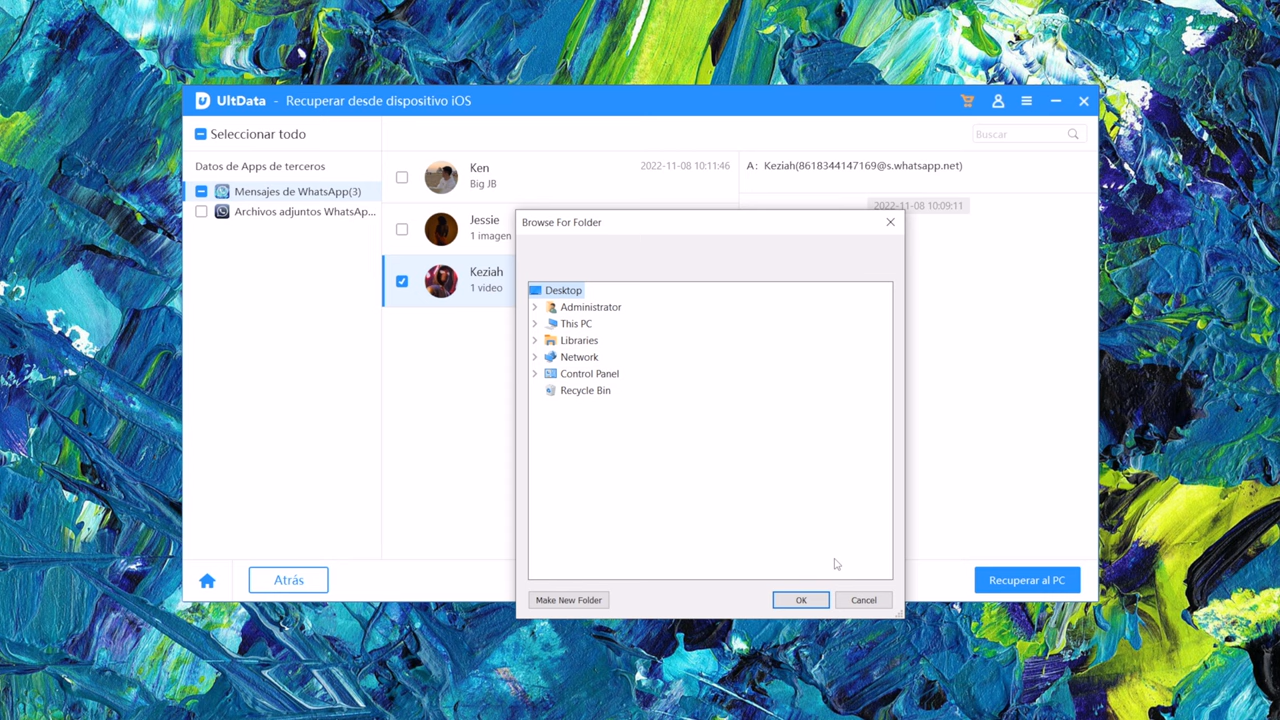 UltData - Recuperar desde dispositivo iOS
Seleccionar todo
Buscar
Datos de Apps de terceros
Mensajes de WhatsApp(3)
Archivos adjuntos WhatsAp...
Ken
Big JB
2022-11-08 10:11:46
Jessie
1 imagen
Keziah
1 video
A: Keziah(8618344147169@s.whatsapp.net)
2022-11-08 10:09:11
Browse For Folder
Desktop
Administrator
This PC
Libraries
Network
Control Panel
Recycle Bin
Make New Folder
OK
Cancel
Atrás
Recuperar al PC